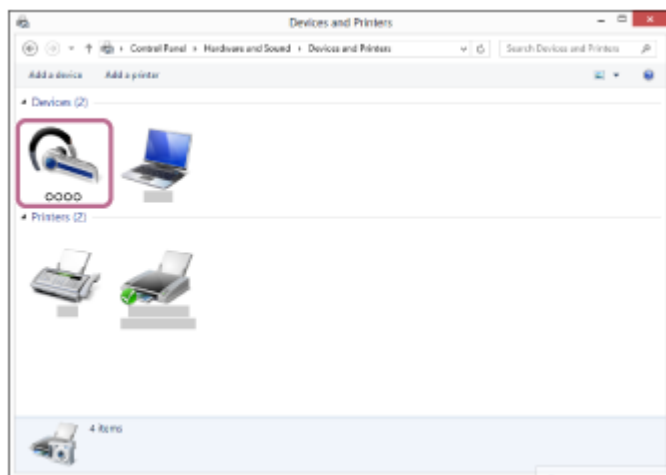 Devices and Printers
Control Panel › Hardware and Sound › Devices and Printers
Search Devices and Printers
Add a device Add a printer
Devices (2)
OOOO
Printers (2)
4 items